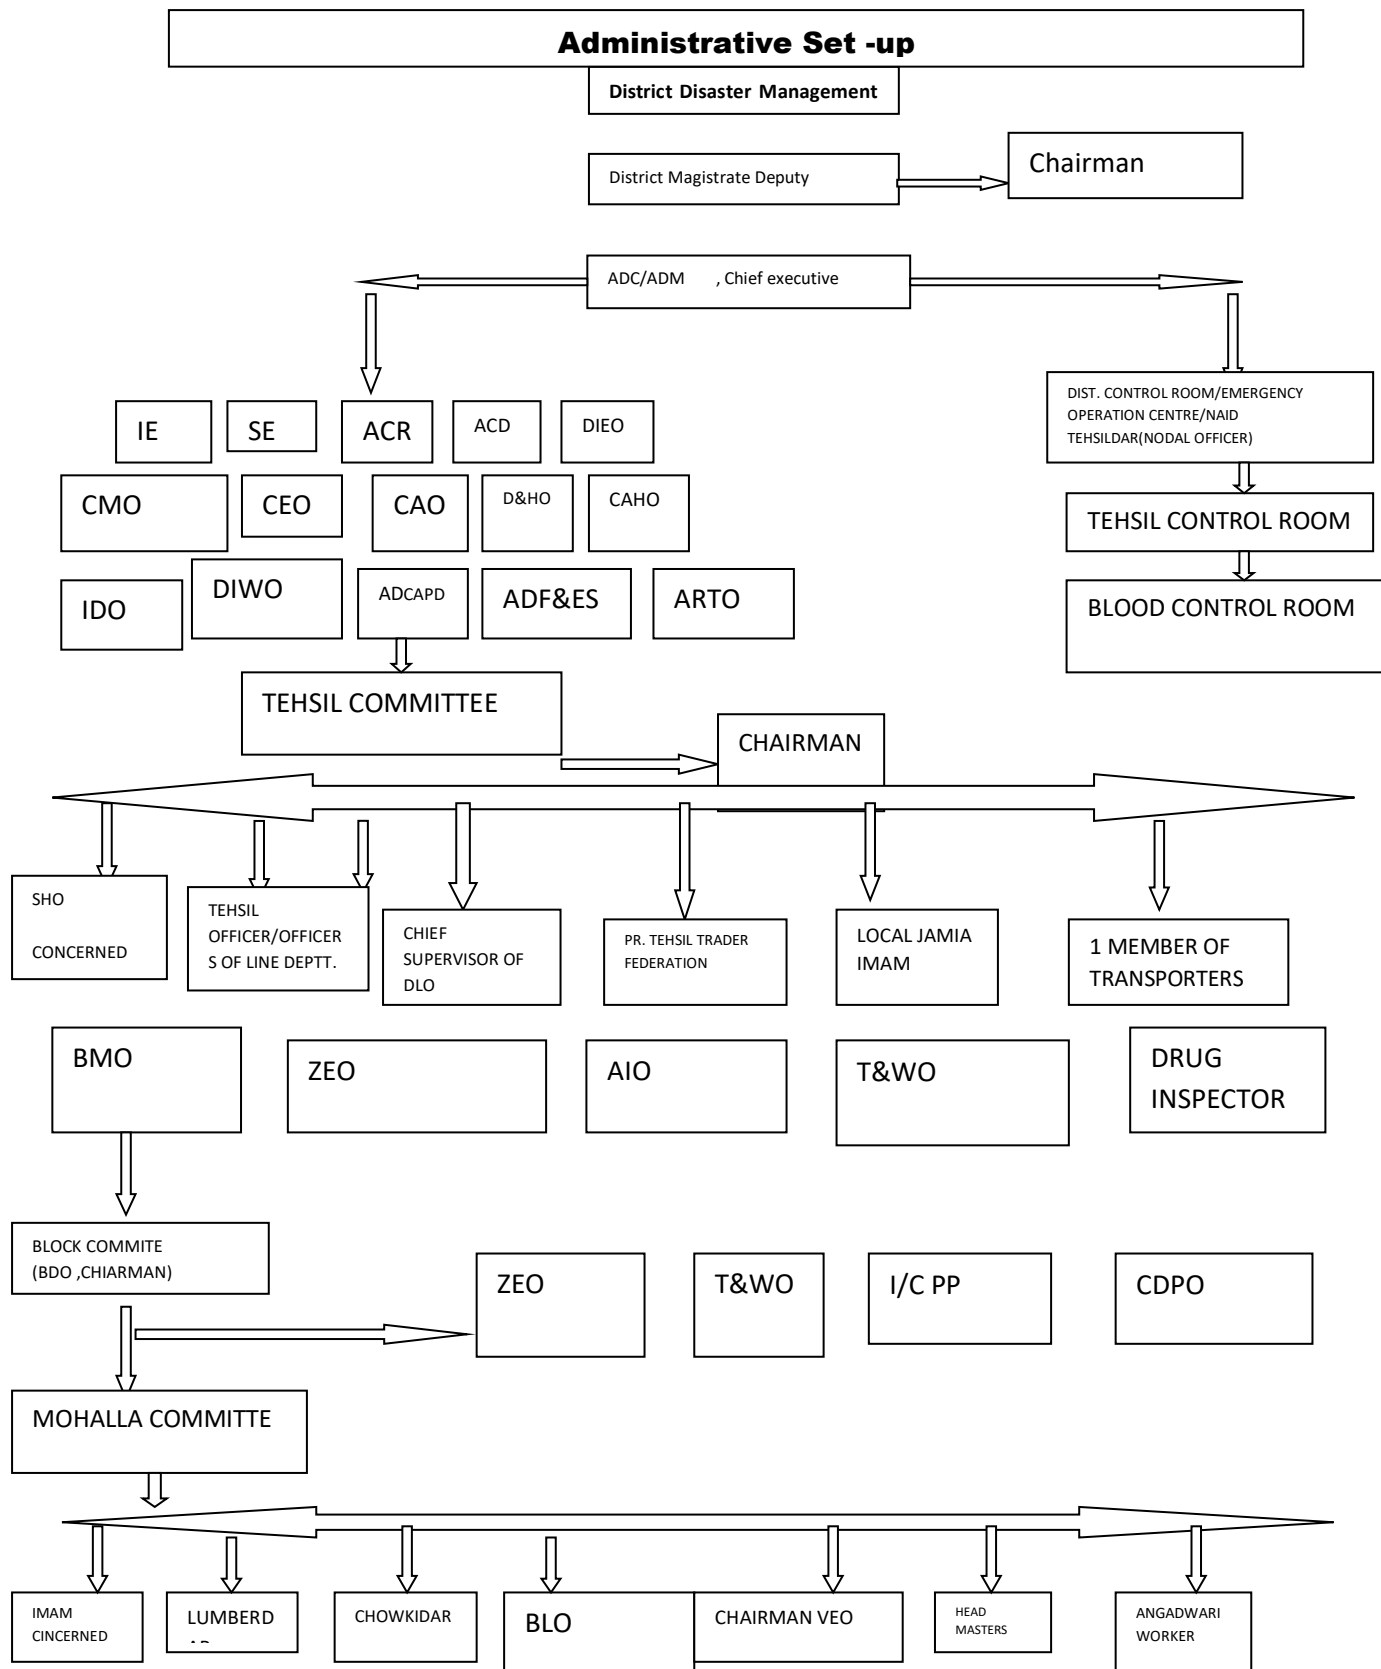 Administrative Set -up
District Disaster Management
District Magistrate Deputy
Chairman
ADC/ADM , Chief executive
DIST. CONTROL ROOM/EMERGENCY
OPERATION CENTRE/NAID
TEHSILDAR(NODAL OFFICER)
IE
SE
ACR
ACD
DIEO
CMO
CEO
CAO
D&HO
CAHO
TEHSIL CONTROL ROOM
IDO
DIWO
ADCAPD
ADF&ES
ARTO
BLOOD CONTROL ROOM
TEHSIL COMMITTEE
CHAIRMAN
SHO
CONCERNED
TEHSIL
OFFICER/OFFICER
S OF LINE DEPTT.
CHIEF
SUPERVISOR OF
DLO
PR. TEHSIL TRADER
FEDERATION
LOCAL JAMIA
IMAM
1 MEMBER OF
TRANSPORTERS
BMO
ZEO
AIO
T&WO
DRUG
INSPECTOR
BLOCK COMMITE
(BDO ,CHIARMAN)
ZEO
T&WO
I/C PP
CDPO
MOHALLA COMMITTE
IMAM
CINCERNED
LUMBERD
CHOWKIDAR
BLO
CHAIRMAN VEO
HEAD
MASTERS
ANGADWARI
WORKER